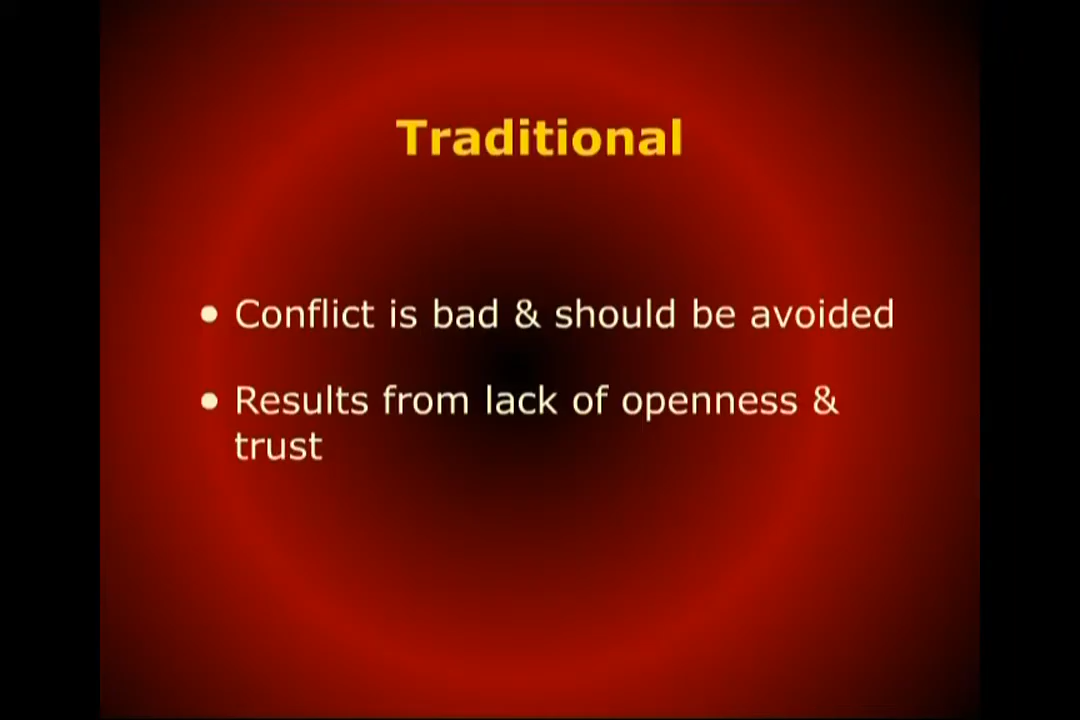 Traditional
• Conflict is bad & should be avoided
• Results from lack of openness &
trust